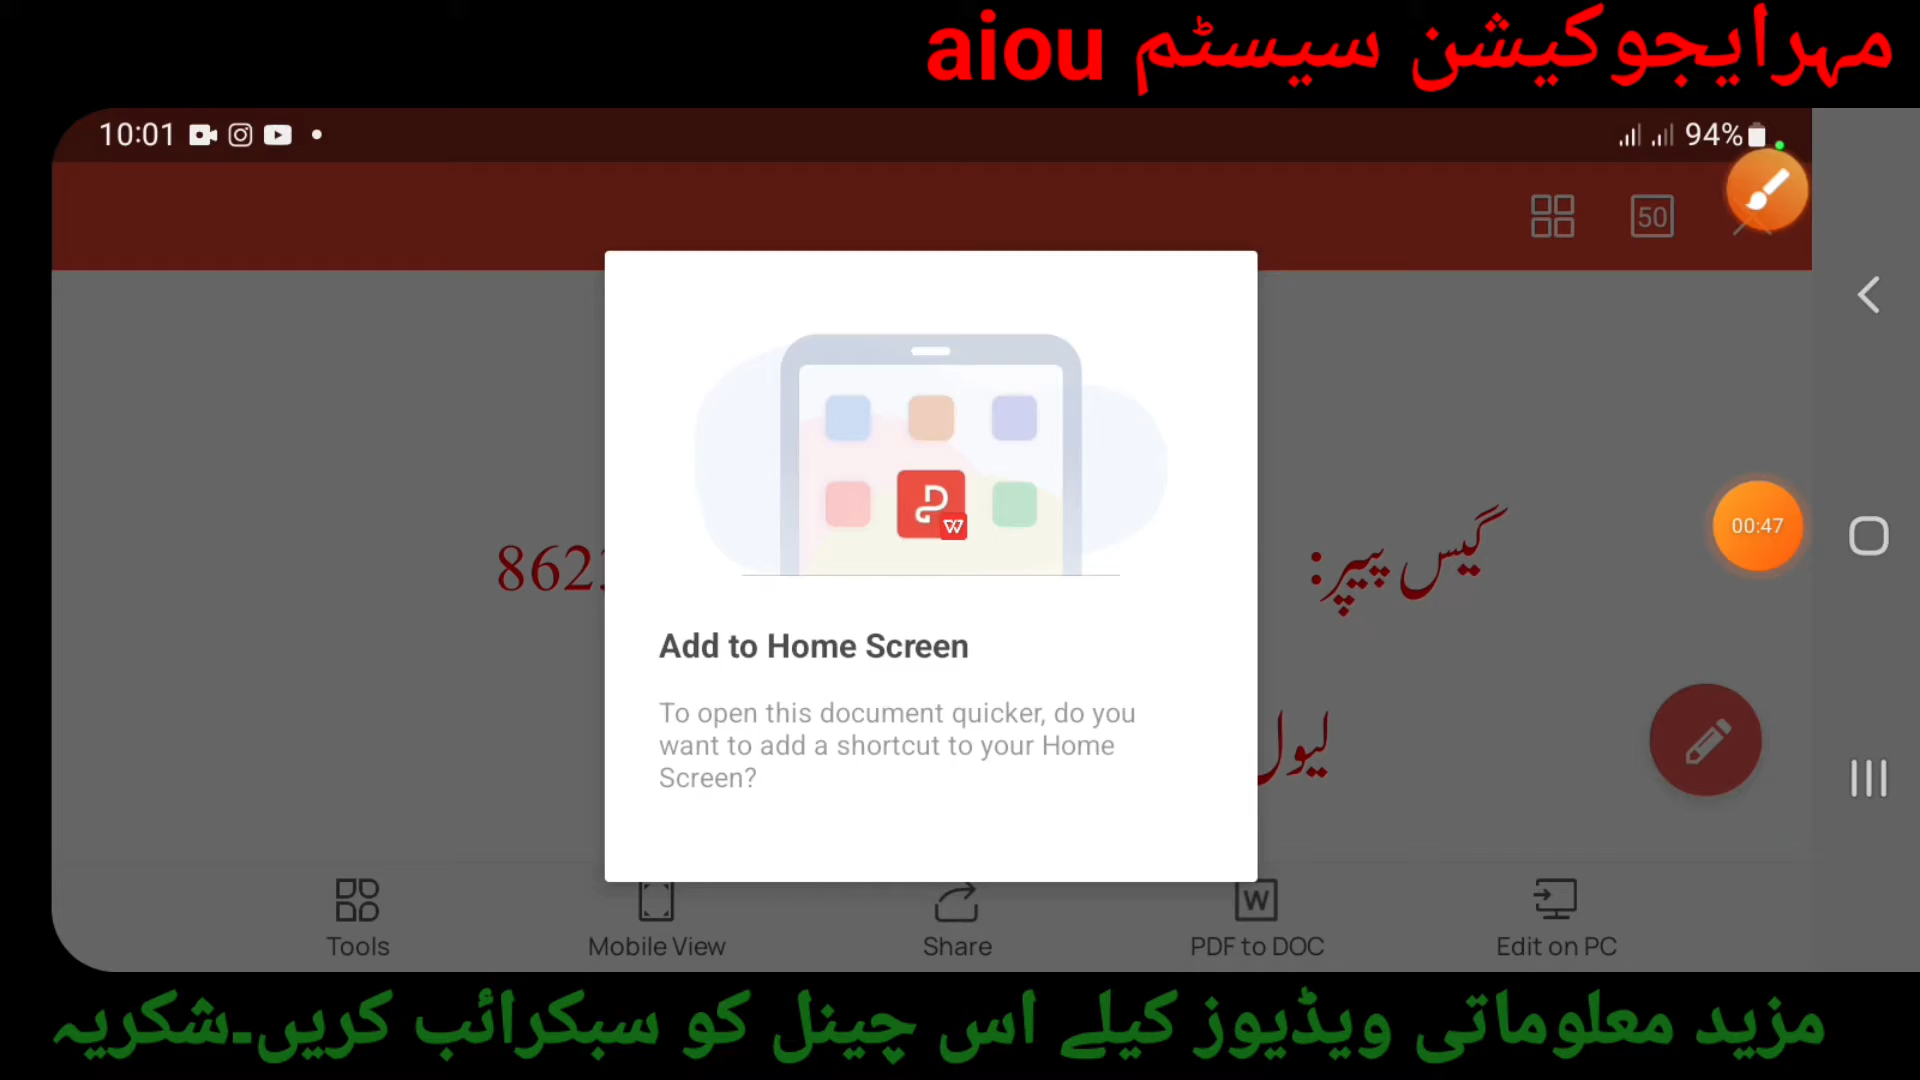 مہرایجوکیشن سیسٹم aiou
10:01
94%
50
گیس پیپر:
00:47
لیول
Add to Home Screen
To open this document quicker, do you
want to add a shortcut to your Home
Screen?
Tools
Mobile View
Share
W
PDF to DOC
Edit on PC
مزید معلوماتی ویڈیوز کیلے اس چینل کو سبکرائب کریں۔شکریہ